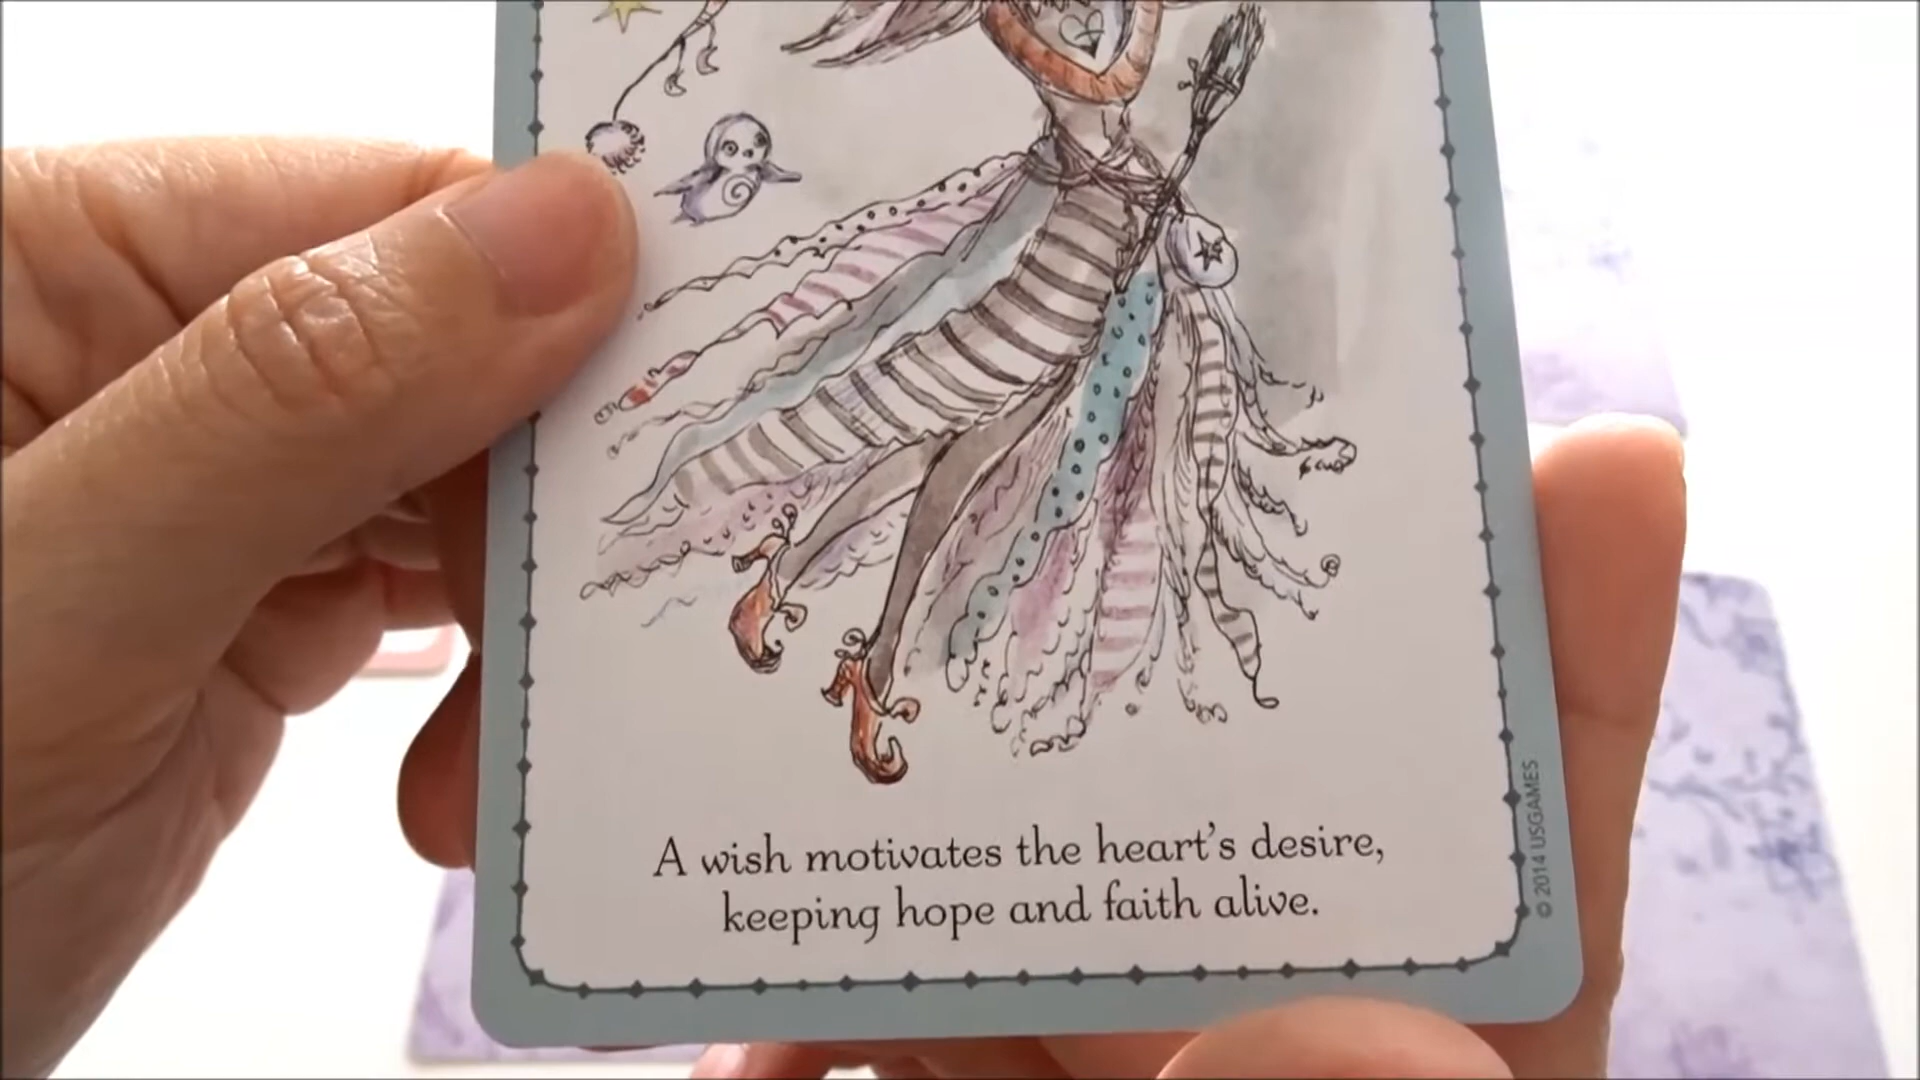 A wish motivates the heart's desire,
keeping hope and faith alive.
© 2014 USGAMES